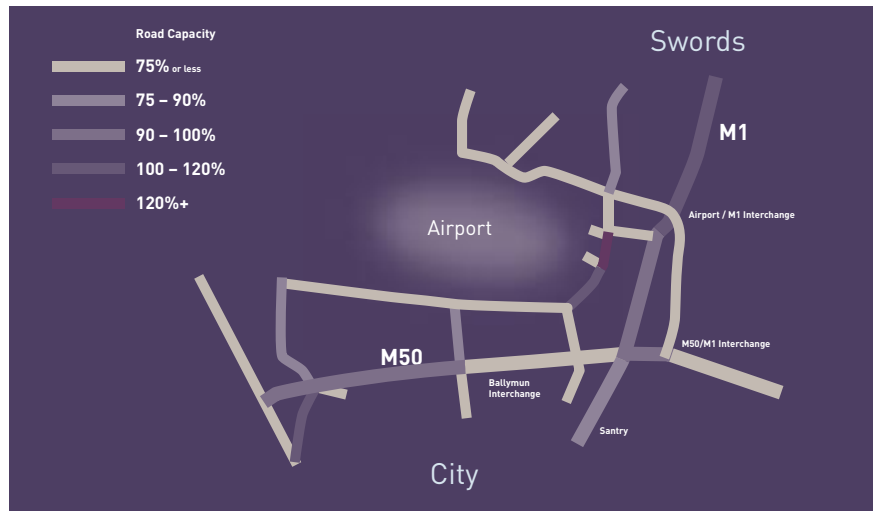 Road Capacity
75% or less
75 – 90%
90 – 100%
100 – 120%
120%+
Swords
M1
Airport / M1 Interchange
Airport
M50/M1 Interchange
M50
Ballymun
Interchange
Santry
City